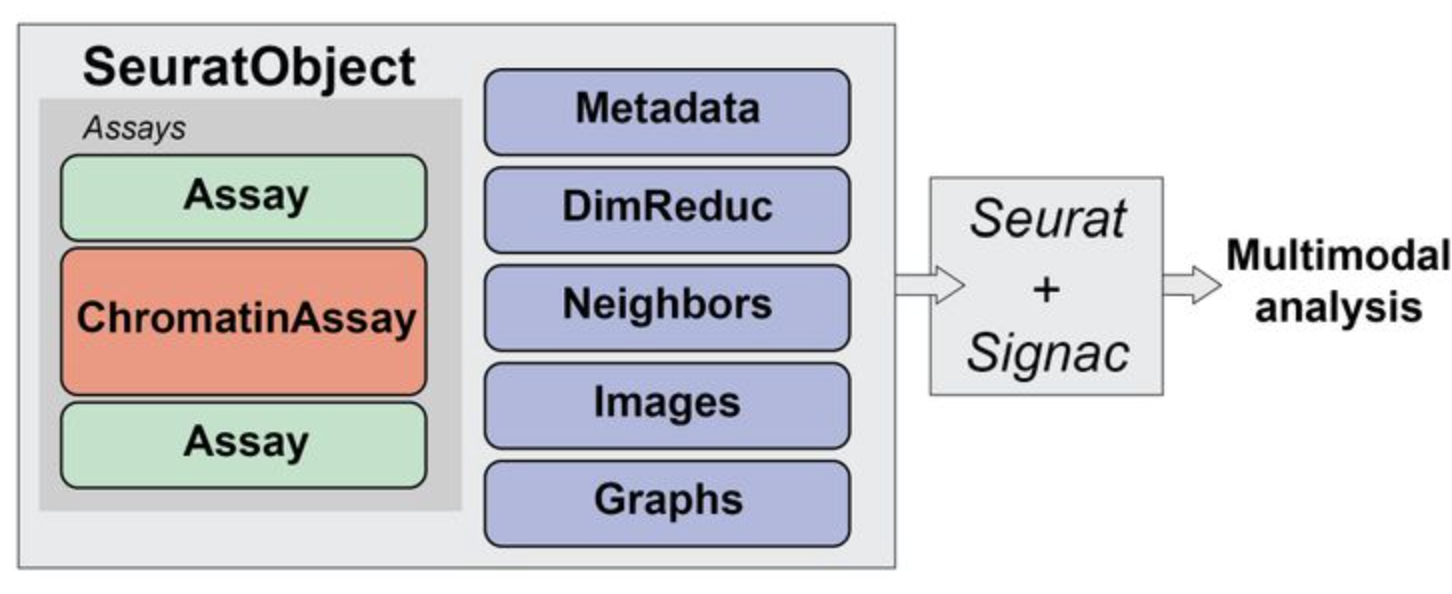 SeuratObject
Assays
Assay
ChromatinAssay
Assay
Metadata
DimReduc
Neighbors
Images
Graphs
Seurat
+
Signac
Multimodal
analysis